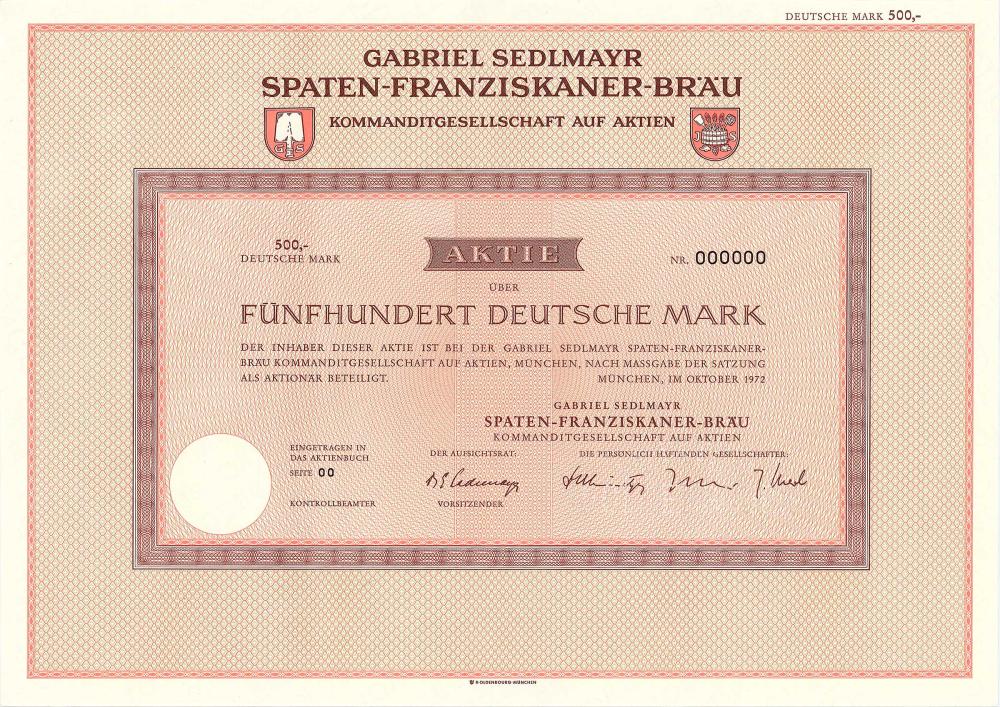 DEUTSCHE MARK 500,-
GABRIEL SEDLMAYR
SPATEN-FRANZISKANER-BRÄU
KOMMANDITGESELLSCHAFT AUF AKTIEN
G S
J S
500,-
DEUTSCHE MARK
AKTIE
NR. 000000
ÜBER
FÜNFHUNDERT DEUTSCHE MARK
DER INHABER DIESER AKTIE IST BEI DER GABRIEL SEDLMAYR SPATEN-FRANZISKANER-
BRÄU KOMMANDITGESELLSCHAFT AUF AKTIEN, MÜNCHEN, NACH MASSGABE DER SATZUNG
ALS AKTIONÄR BETEILIGT. MÜNCHEN, IM OKTOBER 1972
GABRIEL SEDLMAYR
SPATEN-FRANZISKANER-BRÄU
KOMMANDITGESELLSCHAFT AUF AKTIEN
EINGETRAGEN IN
DAS AKTIENBUCH
SEITE 00
KONTROLLBEAMTER
DER AUFSICHTSRAT:
VORSITZENDER
DIE PERSÖNLICH HAFTENDEN GESELLSCHAFTER:
R·OLDENBOURG·MÜNCHEN